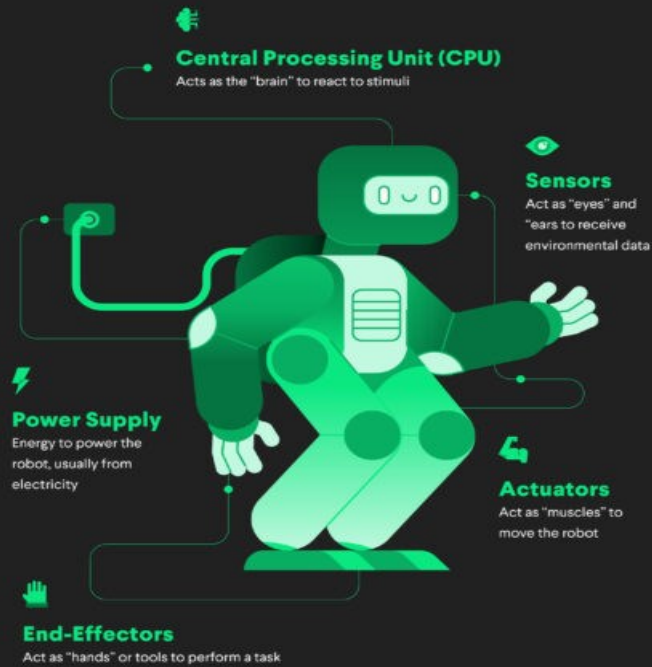 Central Processing Unit (CPU)
Acts as the "brain" to react to stimuli
Sensors
Act as "eyes" and
"ears to receive
environmental data
Power Supply
Energy to power the
robot, usually from
electricity
Actuators
Act as "muscles" to
move the robot
End-Effectors
Act as "hands" or tools to perform a task